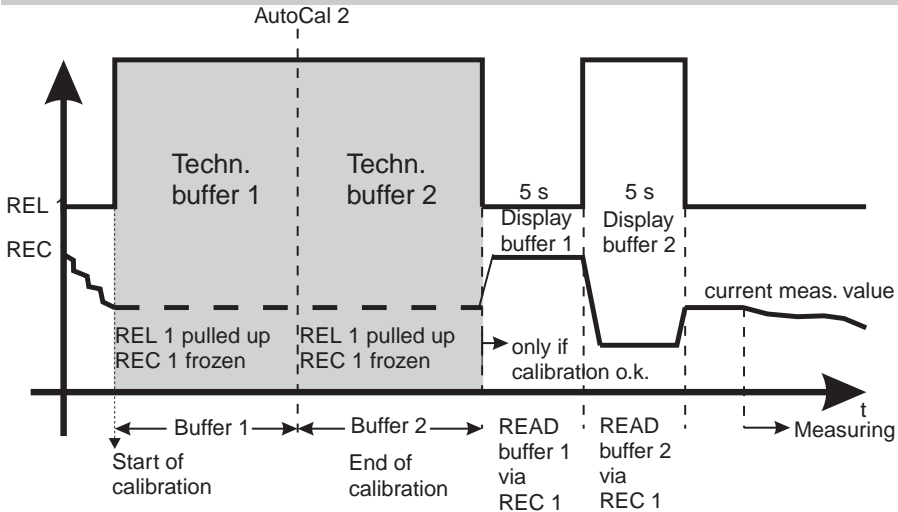 AutoCal 2
Techn.
buffer 1
Techn.
buffer 2
REL 1
REC
5 s
Display
buffer 1
5 s
Display
buffer 2
current meas. value
REL 1 pulled up
REC 1 frozen
REL 1 pulled up
REC 1 frozen
only if
calibration o.k.
t
Buffer 1
Buffer 2
Start of
calibration
End of
calibration
READ
buffer 1
via
REC 1
READ
buffer 2
via
REC 1
Measuring